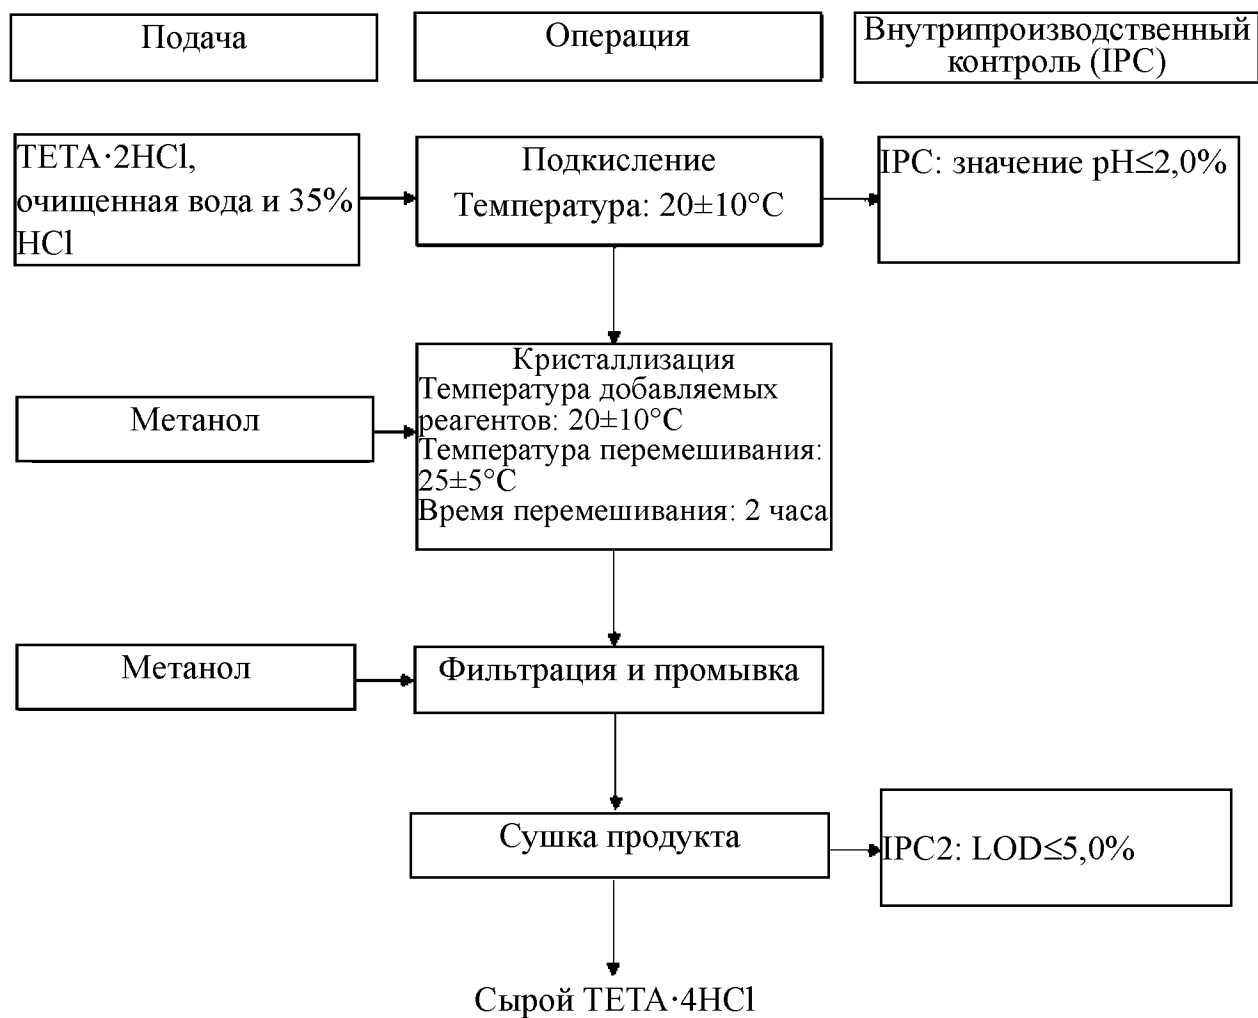 Подача
Операция
Внутрипроизводственный
контроль (IPC)
TETA·2HCl,
очищенная вода и 35%
HCl
Подкисление
Температура: 20±10°C
IPC: значение pH≤2,0%
Метанол
Кристаллизация
Температура добавляемых
реагентов: 20±10°C
Температура перемешивания:
25±5°C
Время перемешивания: 2 часа
Метанол
Фильтрация и промывка
Сушка продукта
IPC2: LOD≤5,0%
Сырой TETA·4HCl